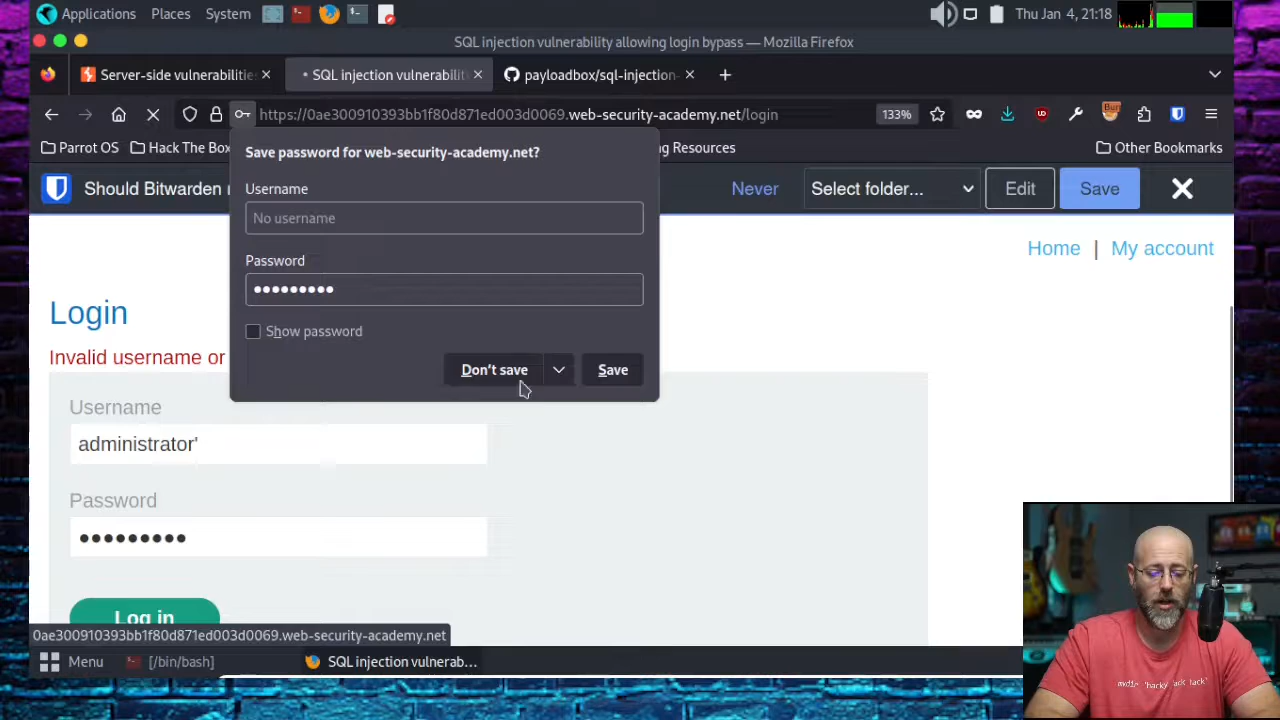 Applications Places System Thu Jan 4, 21:18
SQL injection vulnerability allowing login bypass — Mozilla Firefox
Server-side vulnerabilities SQL injection vulnerability payloadbox/sql-injection-
https://0ae300910393bb1f80d871ed003d0069.web-security-academy.net/login 133%
Parrot OS Hack The Box ng Resources Other Bookmarks
Save password for web-security-academy.net?
Should Bitwarden Never Select folder... Edit Save
Username
No username
Home | My account
Password
•••••••••
Login
Show password
Invalid username or
Don't save Save
Username
administrator'
Password
•••••••••
Log in
0ae300910393bb1f80d871ed003d0069.web-security-academy.net
Menu [/bin/bash] SQL injection vulnerab...